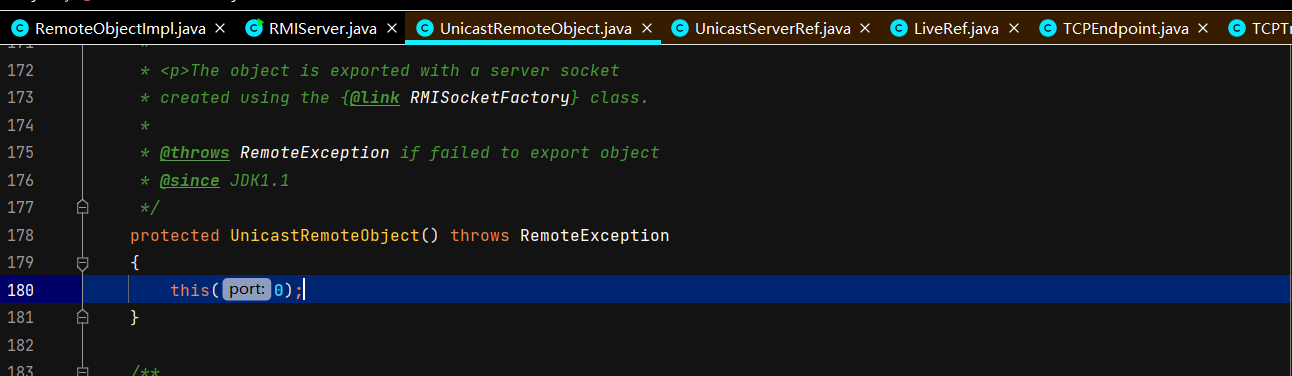 RemoteObjectImpl.java RMIServer.java UnicastRemoteObject.java UnicastServerRef.java LiveRef.java TCPEndpoint.java TCPTr
171 *
172 * <p>The object is exported with a server socket
173 * created using the {@link RMISocketFactory} class.
174 *
175 * @throws RemoteException if failed to export object
176 * @since JDK1.1
177 */
178 protected UnicastRemoteObject() throws RemoteException
179 {
180 this(port: 0);
181 }
182
183 /**